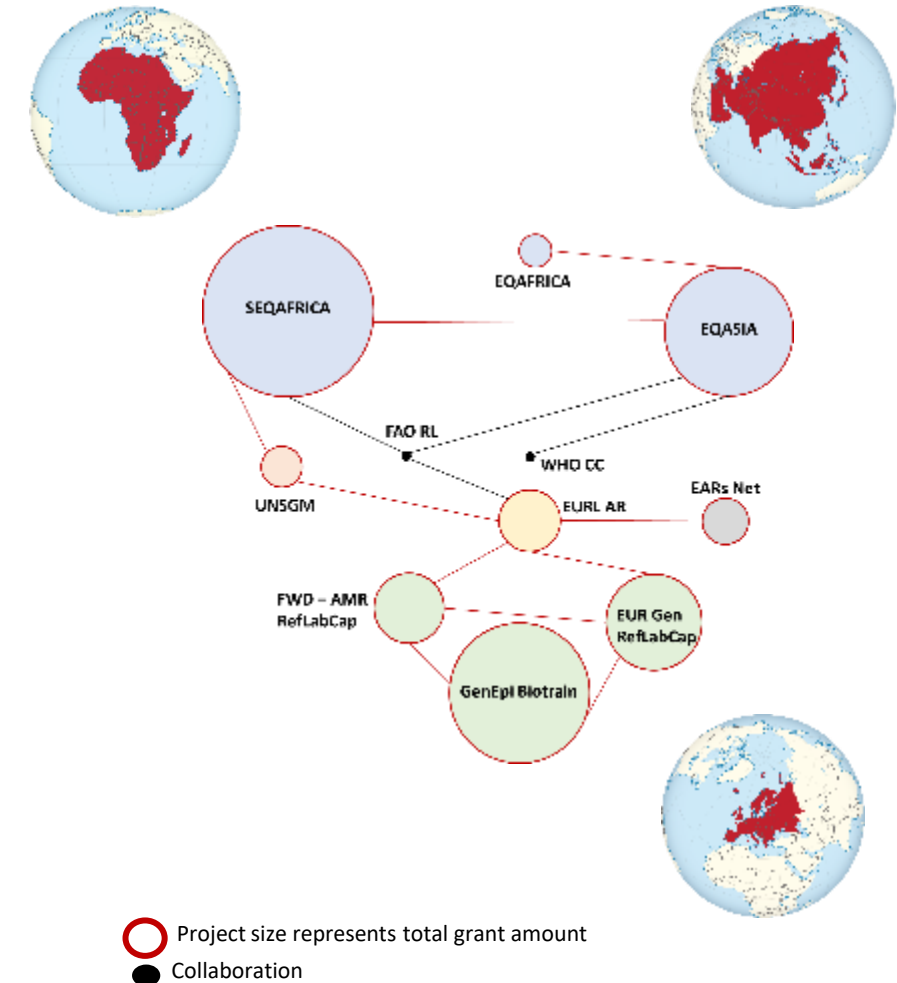 EQAFRICA
SEQAFRICA
EQASIA
FAO RL
WHO CC
UNSGM
EURL AR
EARs Net
FWD – AMR
RefLabCap
EUR Gen
RefLabCap
GenEpi Biotrain
Project size represents total grant amount
Collaboration